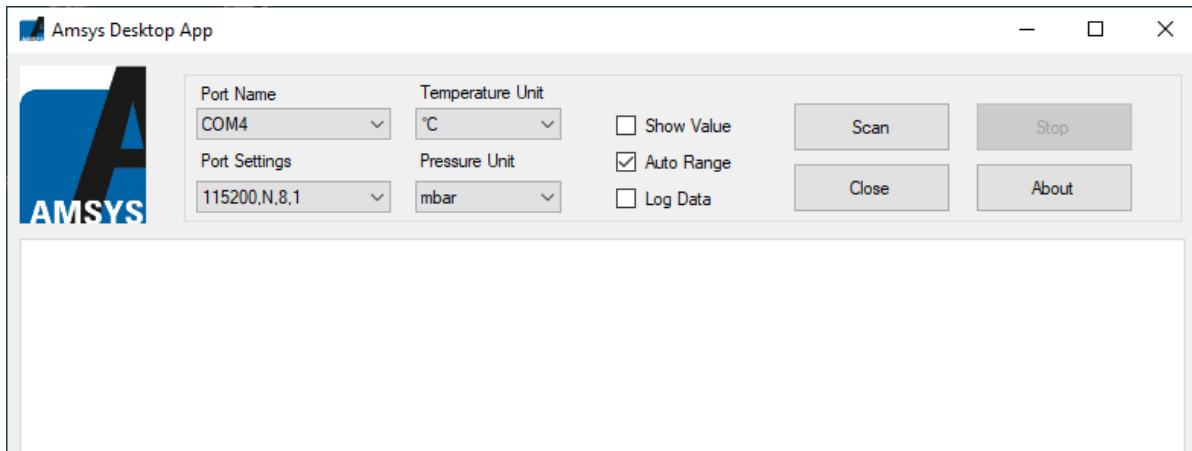 Amsys Desktop App
AMSYS
Port Name
COM4
Port Settings
115200,N,8,1
Temperature Unit
°C
Pressure Unit
mbar
Show Value
Auto Range
Log Data
Scan
Stop
Close
About